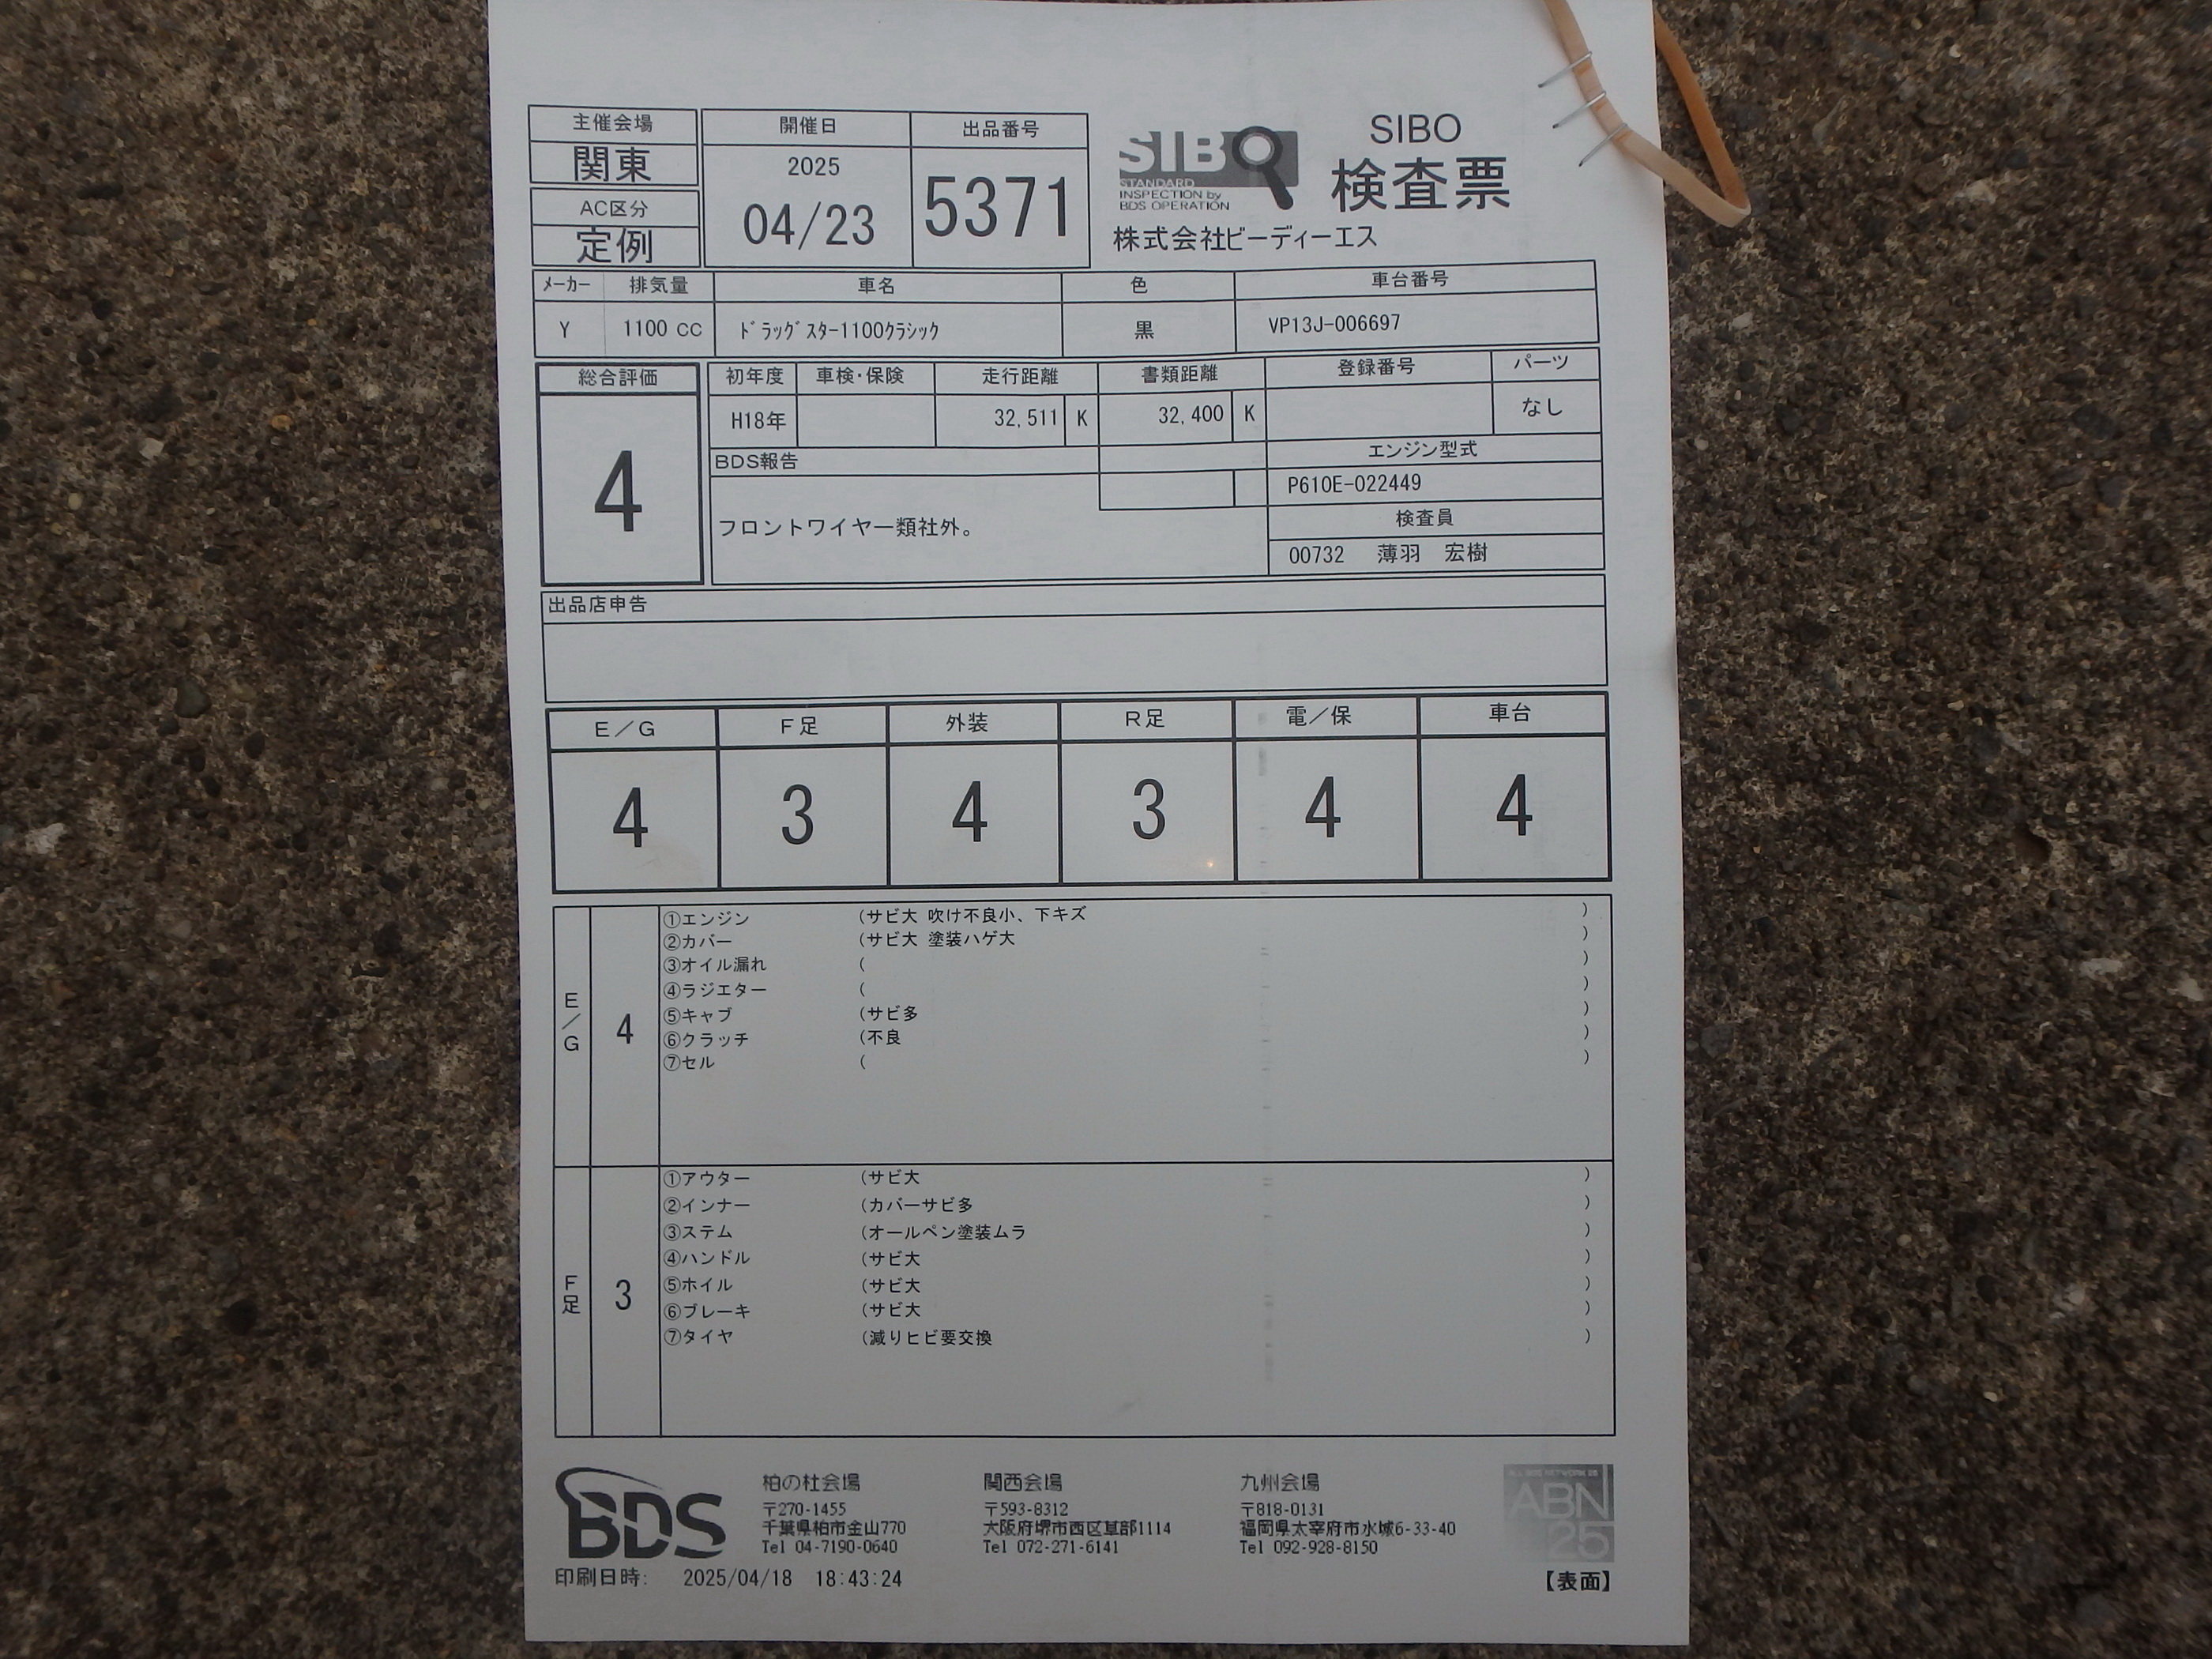 主催会場
関東
AC区分
定例
開催日
2025
04/23
出品番号
5371
SIBO
STANDARD
INSPECTION by
BDS OPERATION
SIBO
検査票
株式会社ビーディーエス
メーカー 排気量 車名 色 車台番号
Y 1100 CC ドラッグスター1100クラシック 黒 VP13J-006697
総合評価
4
初年度 車検・保険 走行距離 書類距離 登録番号 パーツ
H18年 32,511 K 32,400 K なし
BDS報告
フロントワイヤー類社外。
エンジン型式
P610E-022449
検査員
00732 薄羽 宏樹
出品店申告
E/G F足 外装 R足 電/保 車台
4 3 4 3 4 4
E/G
4
①エンジン (サビ大 吹け不良小、下キズ )
②カバー (サビ大 塗装ハゲ大 )
③オイル漏れ ( )
④ラジエター ( )
⑤キャブ (サビ多 )
⑥クラッチ (不良 )
⑦セル ( )
F足
3
①アウター (サビ大 )
②インナー (カバーサビ多 )
③ステム (オールペン塗装ムラ )
④ハンドル (サビ大 )
⑤ホイル (サビ大 )
⑥ブレーキ (サビ大 )
⑦タイヤ (減りヒビ要交換 )
BDS
柏の杜会場
〒270-1455
千葉県柏市金山770
Tel 04-7190-0640
関西会場
〒593-8312
大阪府堺市西区草部1114
Tel 072-271-6141
九州会場
〒818-0131
福岡県太宰府市水城6-33-40
Tel 092-928-8150
ABN
25
印刷日時: 2025/04/18 18:43:24
【表面】